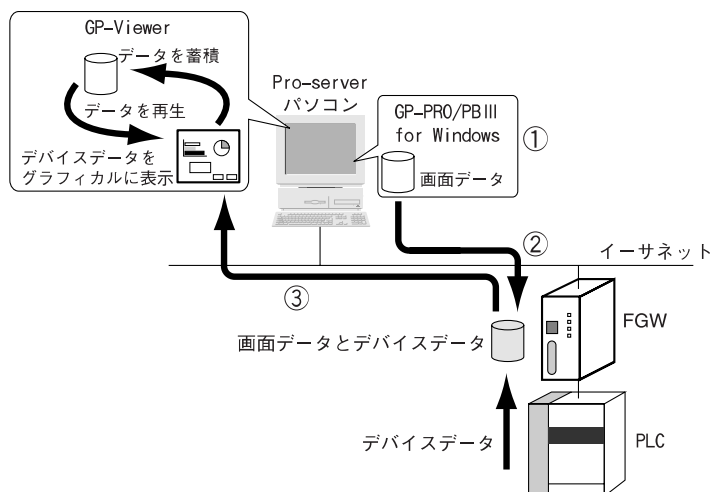 GP-Viewer
データを蓄積
データを再生
デバイスデータを
グラフィカルに表示
Pro-server
パソコン
GP-PRO/PBⅢ
for Windows
画面データ
①
②
イーサネット
③
FGW
画面データとデバイスデータ
デバイスデータ
PLC